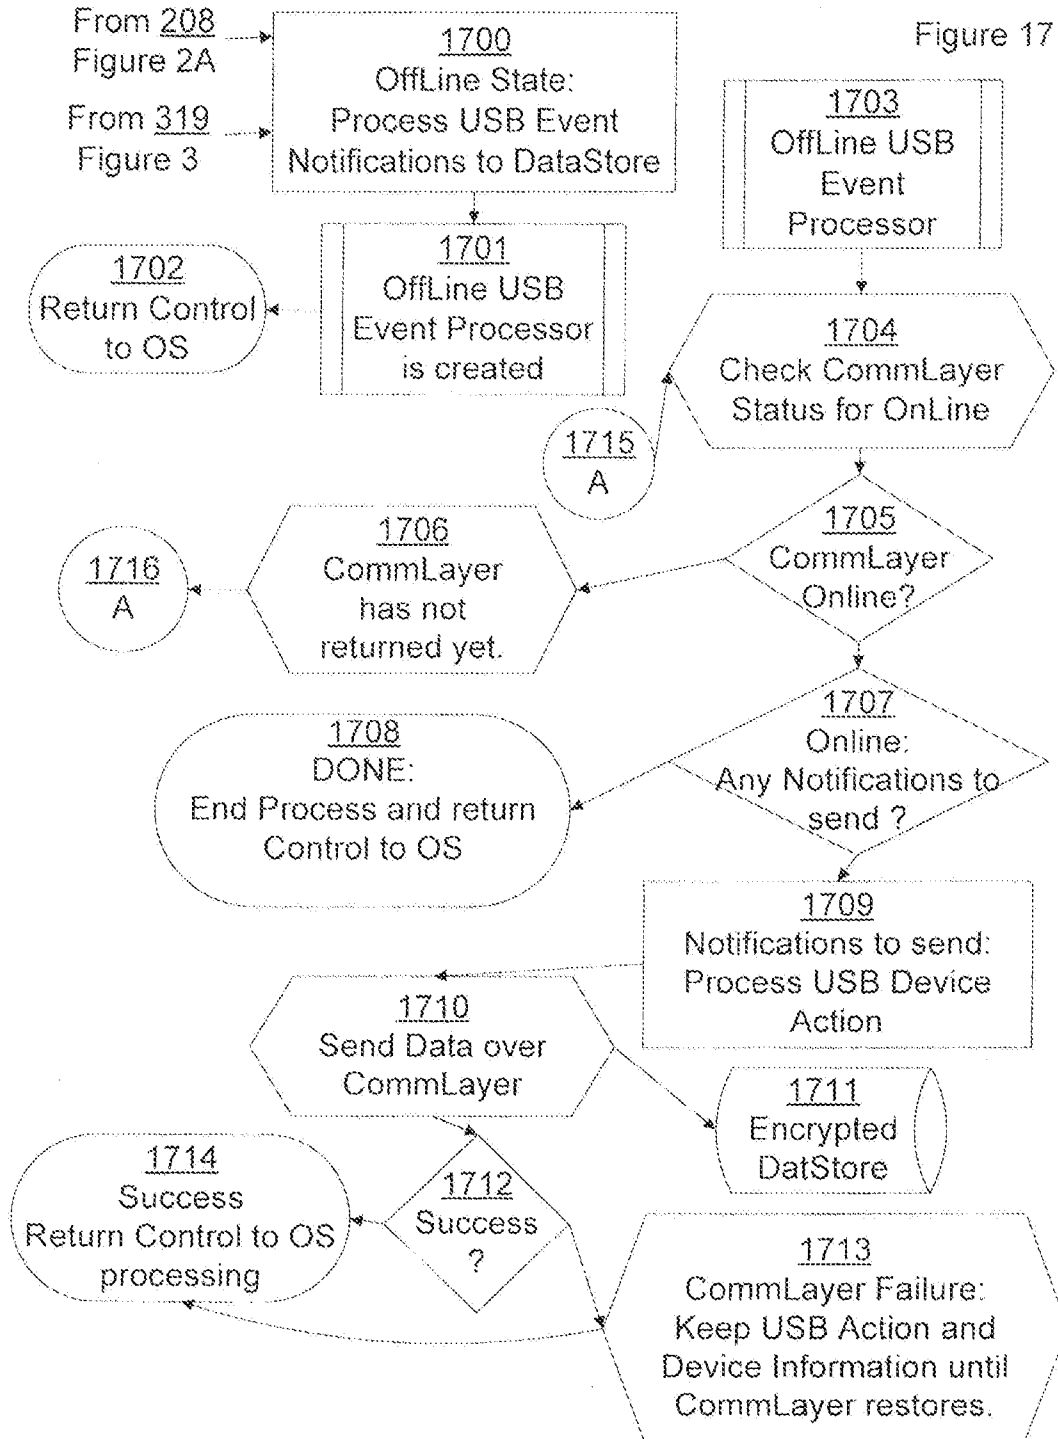 From 208
Figure 2A
From 319
Figure 3
1700
OffLine State:
Process USB Event
Notifications to DataStore
Figure 17
1703
OffLine USB
Event
Processor
1701
OffLine USB
Event Processor
is created
1702
Return Control
to OS
1704
Check CommLayer
Status for OnLine
1715
A
1705
CommLayer
Online?
1706
CommLayer
has not
returned yet.
1716
A
1707
Online:
Any Notifications to
send ?
1708
DONE:
End Process and return
Control to OS
1709
Notifications to send:
Process USB Device
Action
1710
Send Data over
CommLayer
1711
Encrypted
DatStore
1712
Success
?
1714
Success
Return Control to OS
processing
1713
CommLayer Failure:
Keep USB Action and
Device Information until
CommLayer restores.